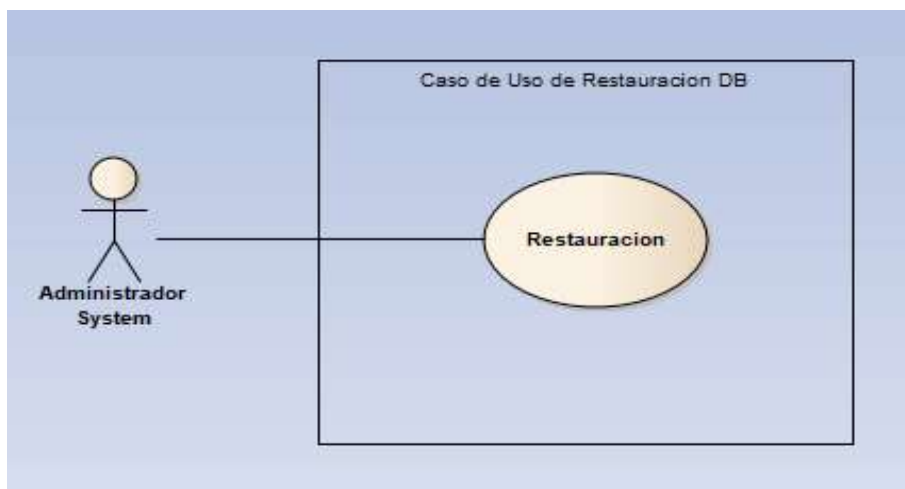 Caso de Uso de Restauracion DB
Restauracion
Administrador
System